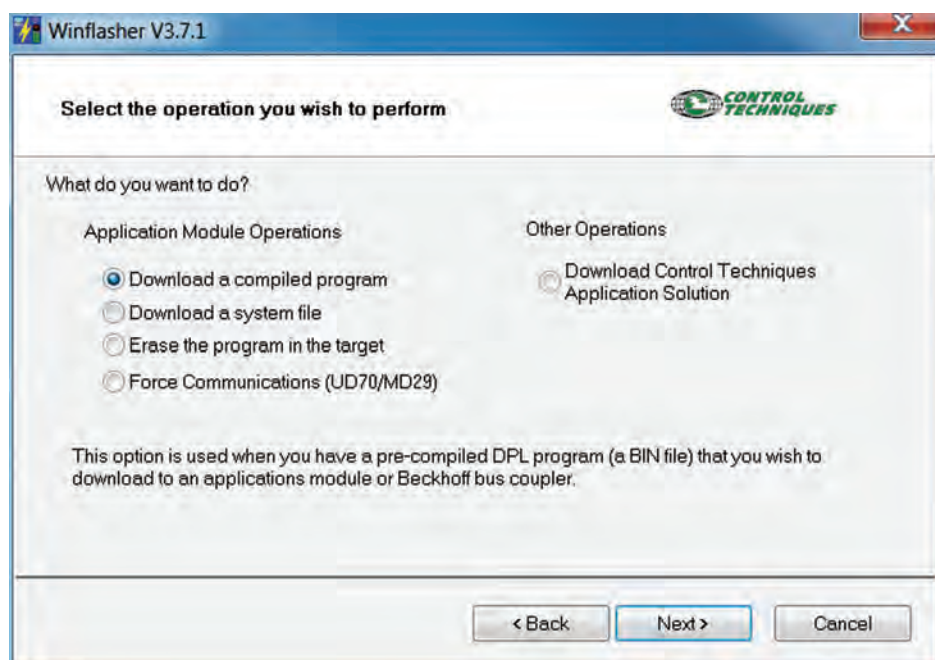 Winflasher V3.7.1
X
Select the operation you wish to perform
CONTROL
TECHNIQUES
What do you want to do?
Application Module Operations
Download a compiled program
Download a system file
Erase the program in the target
Force Communications (UD70/MD29)
Other Operations
Download Control Techniques
Application Solution
This option is used when you have a pre-compiled DPL program (a BIN file) that you wish to
download to an applications module or Beckhoff bus coupler.
< Back
Next >
Cancel